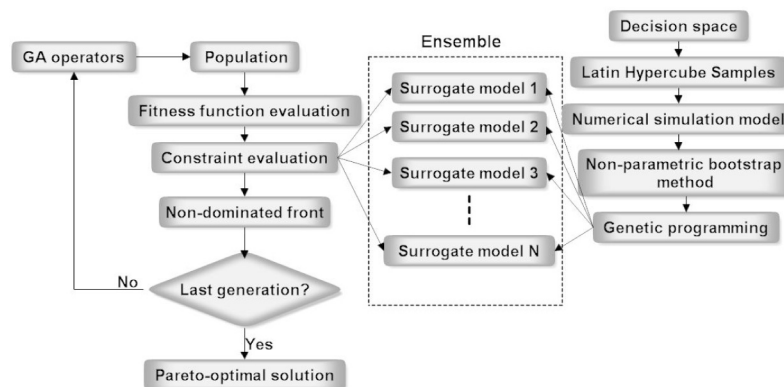 GA operators
Population
Fitness function evaluation
Constraint evaluation
Non-dominated front
Last generation?
No
Yes
Pareto-optimal solution
Ensemble
Surrogate model 1
Surrogate model 2
Surrogate model 3
Surrogate model N
Decision space
Latin Hypercube Samples
Numerical simulation model
Non-parametric bootstrap
method
Genetic programming